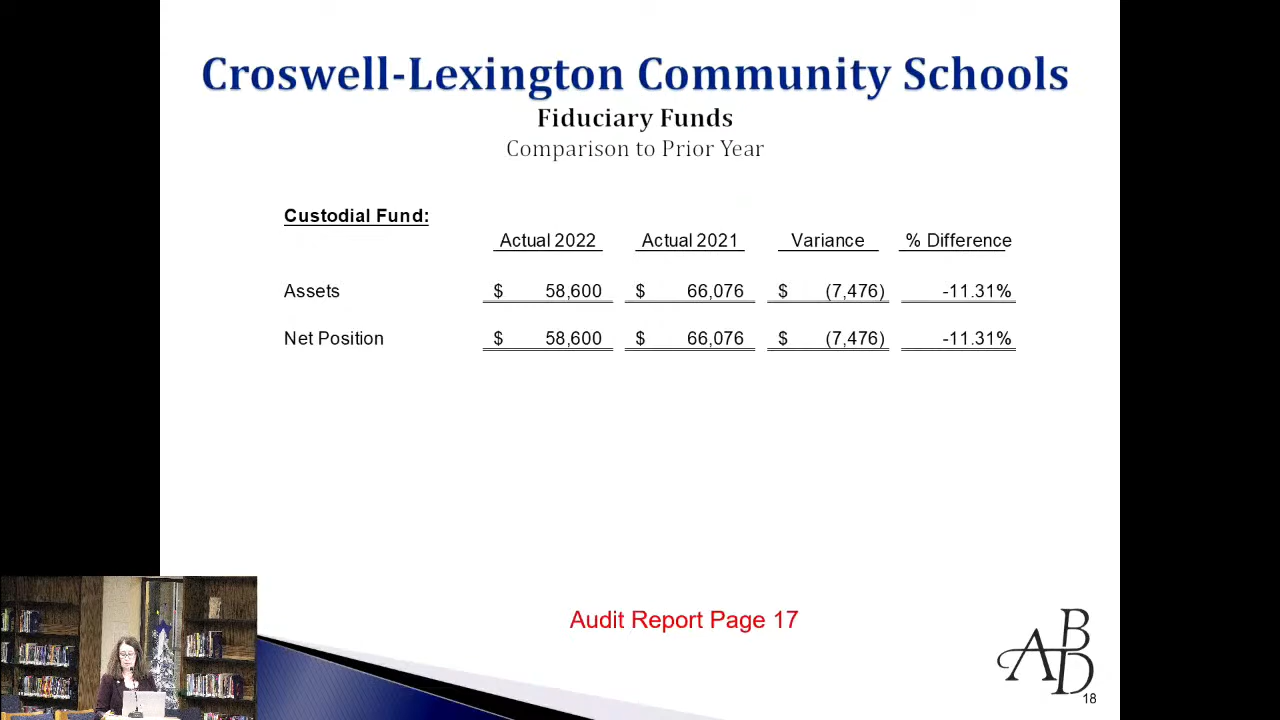 Croswell-Lexington Community Schools
Fiduciary Funds
Comparison to Prior Year
Custodial Fund:
Actual 2022 Actual 2021 Variance % Difference
Assets $ 58,600 $ 66,076 $ (7,476) -11.31%
Net Position $ 58,600 $ 66,076 $ (7,476) -11.31%
Audit Report Page 17
ABD
18